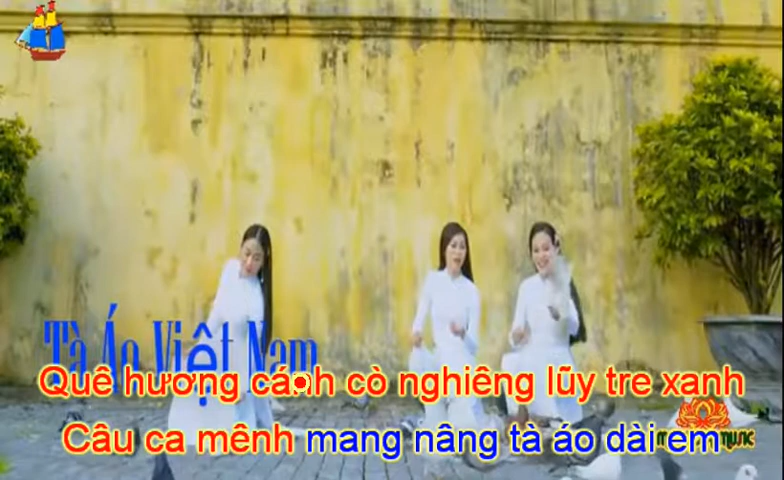 Tà Áo Việt Nam
Quê hương cánh cò nghiêng lũy tre xanh
Câu ca mênh mang nâng tà áo dài em
MUSIC